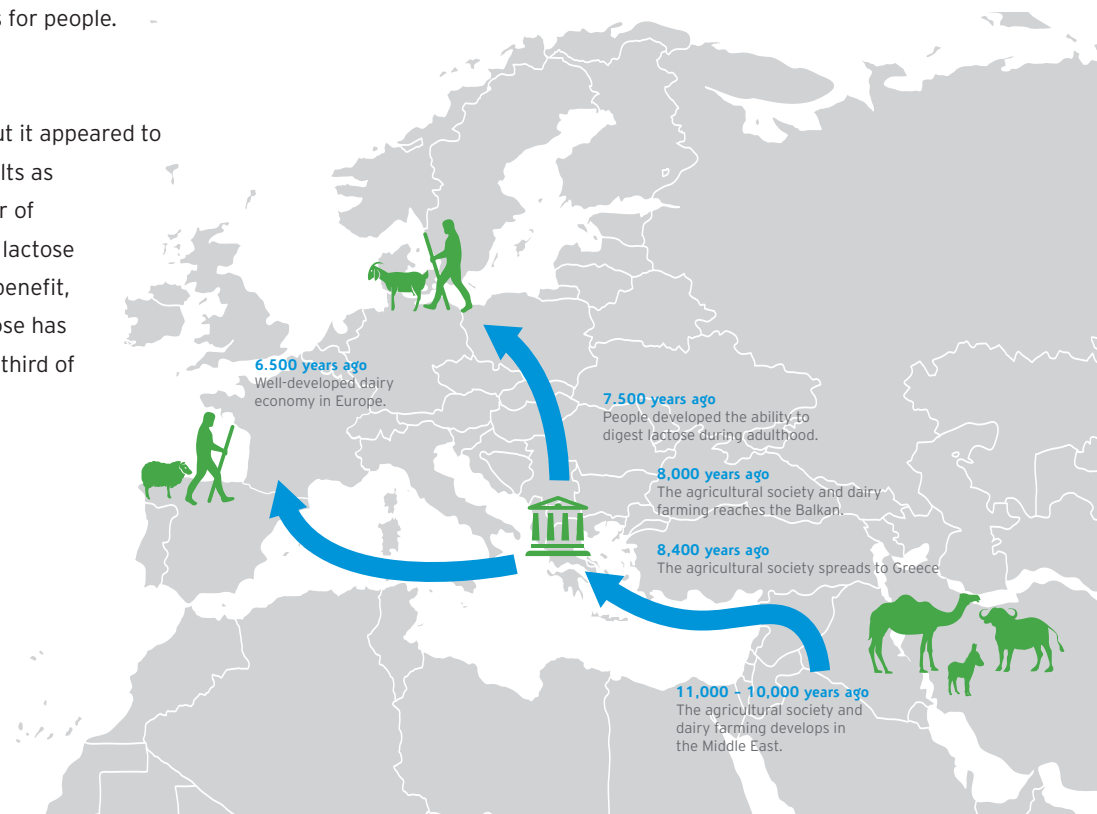 s for people.
ut it appeared to
lts as
r of
lactose
benefit,
ose has
third of
6.500 years ago
Well-developed dairy
economy in Europe.
7.500 years ago
People developed the ability to
digest lactose during adulthood.
8,000 years ago
The agricultural society and dairy
farming reaches the Balkan.
8,400 years ago
The agricultural society spreads to Greece
11,000 – 10,000 years ago
The agricultural society and
dairy farming develops in
the Middle East.